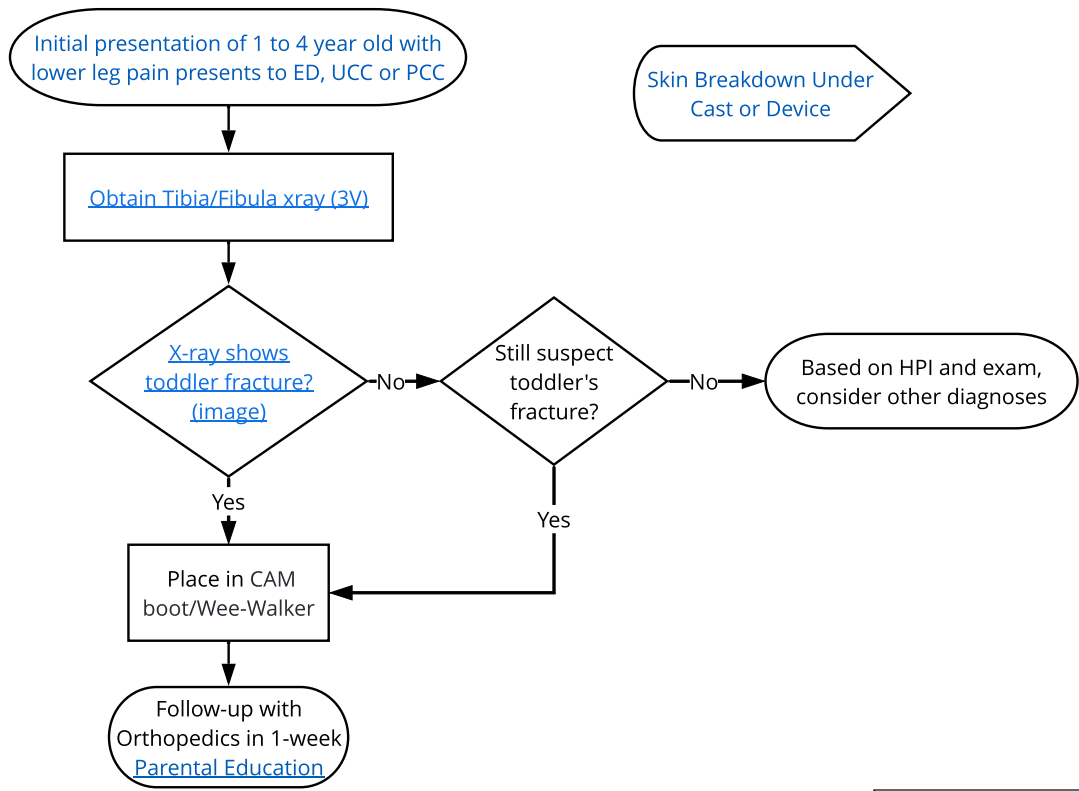 Initial presentation of 1 to 4 year old with
lower leg pain presents to ED, UCC or PCC
Skin Breakdown Under
Cast or Device
Obtain Tibia/Fibula xray (3V)
X-ray shows
toddler fracture?
(image)
No
Still suspect
toddler's
fracture?
No
Based on HPI and exam,
consider other diagnoses
Yes
Yes
Place in CAM
boot/Wee-Walker
Follow-up with
Orthopedics in 1-week
Parental Education